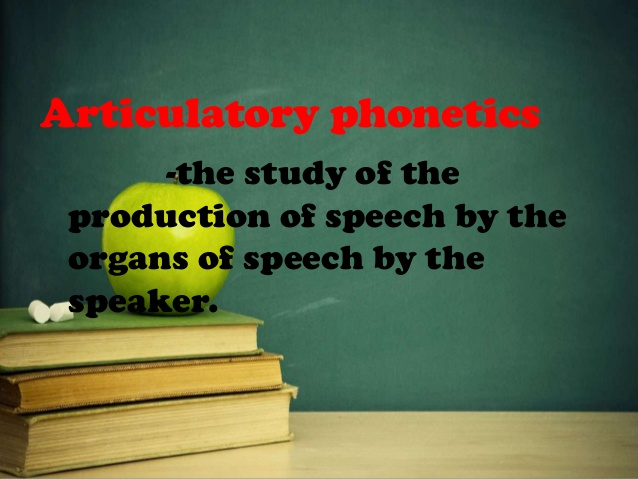 Articulatory phonetics
-the study of the
production of speech by the
organs of speech by the
speaker.